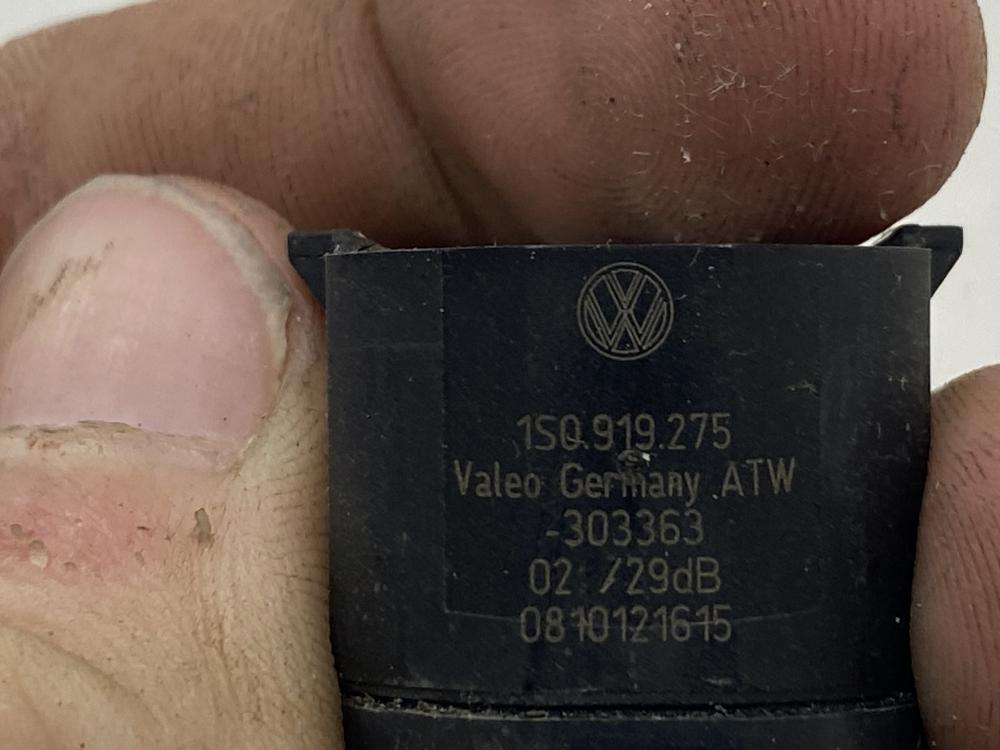 1S0.919.275
Valeo Germany ATW
-303363
02 /29dB
0810121615